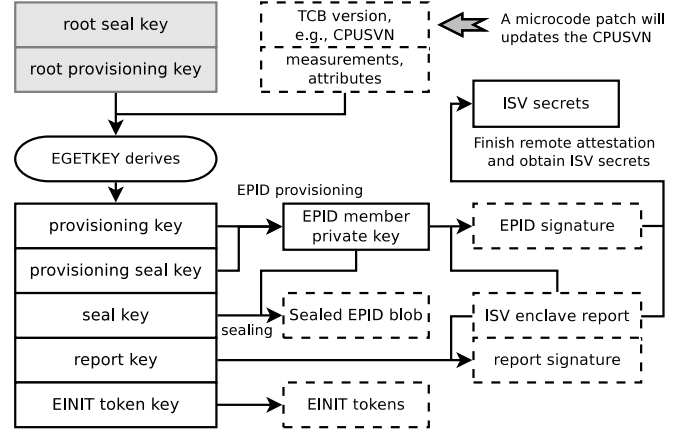 root seal key
root provisioning key
TCB version,
e.g., CPUSVN
measurements,
attributes
A microcode patch will
updates the CPUSVN
ISV secrets
Finish remote attestation
and obtain ISV secrets
EGETKEY derives
EPID provisioning
provisioning key
provisioning seal key
seal key
report key
EINIT token key
EPID member
private key
EPID signature
sealing
Sealed EPID blob
ISV enclave report
report signature
EINIT tokens